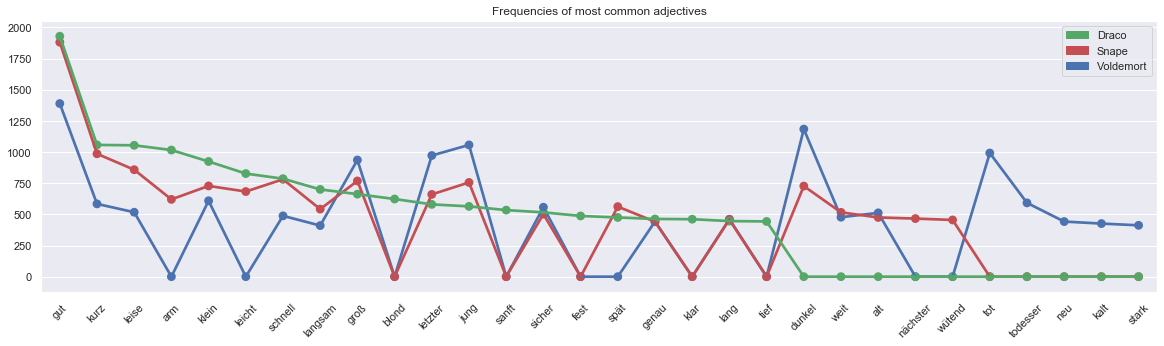 Frequencies of most common adjectives
Draco
Snape
Voldemort
2000
1750
1500
1250
1000
750
500
250
0
gut
kurz
leise
arm
klein
leicht
schnell
langsam
groß
blond
letzter
jung
sanft
sicher
fest
spät
genau
klar
lang
tief
dunkel
weit
alt
nächster
wütend
tot
todesser
neu
kalt
stark